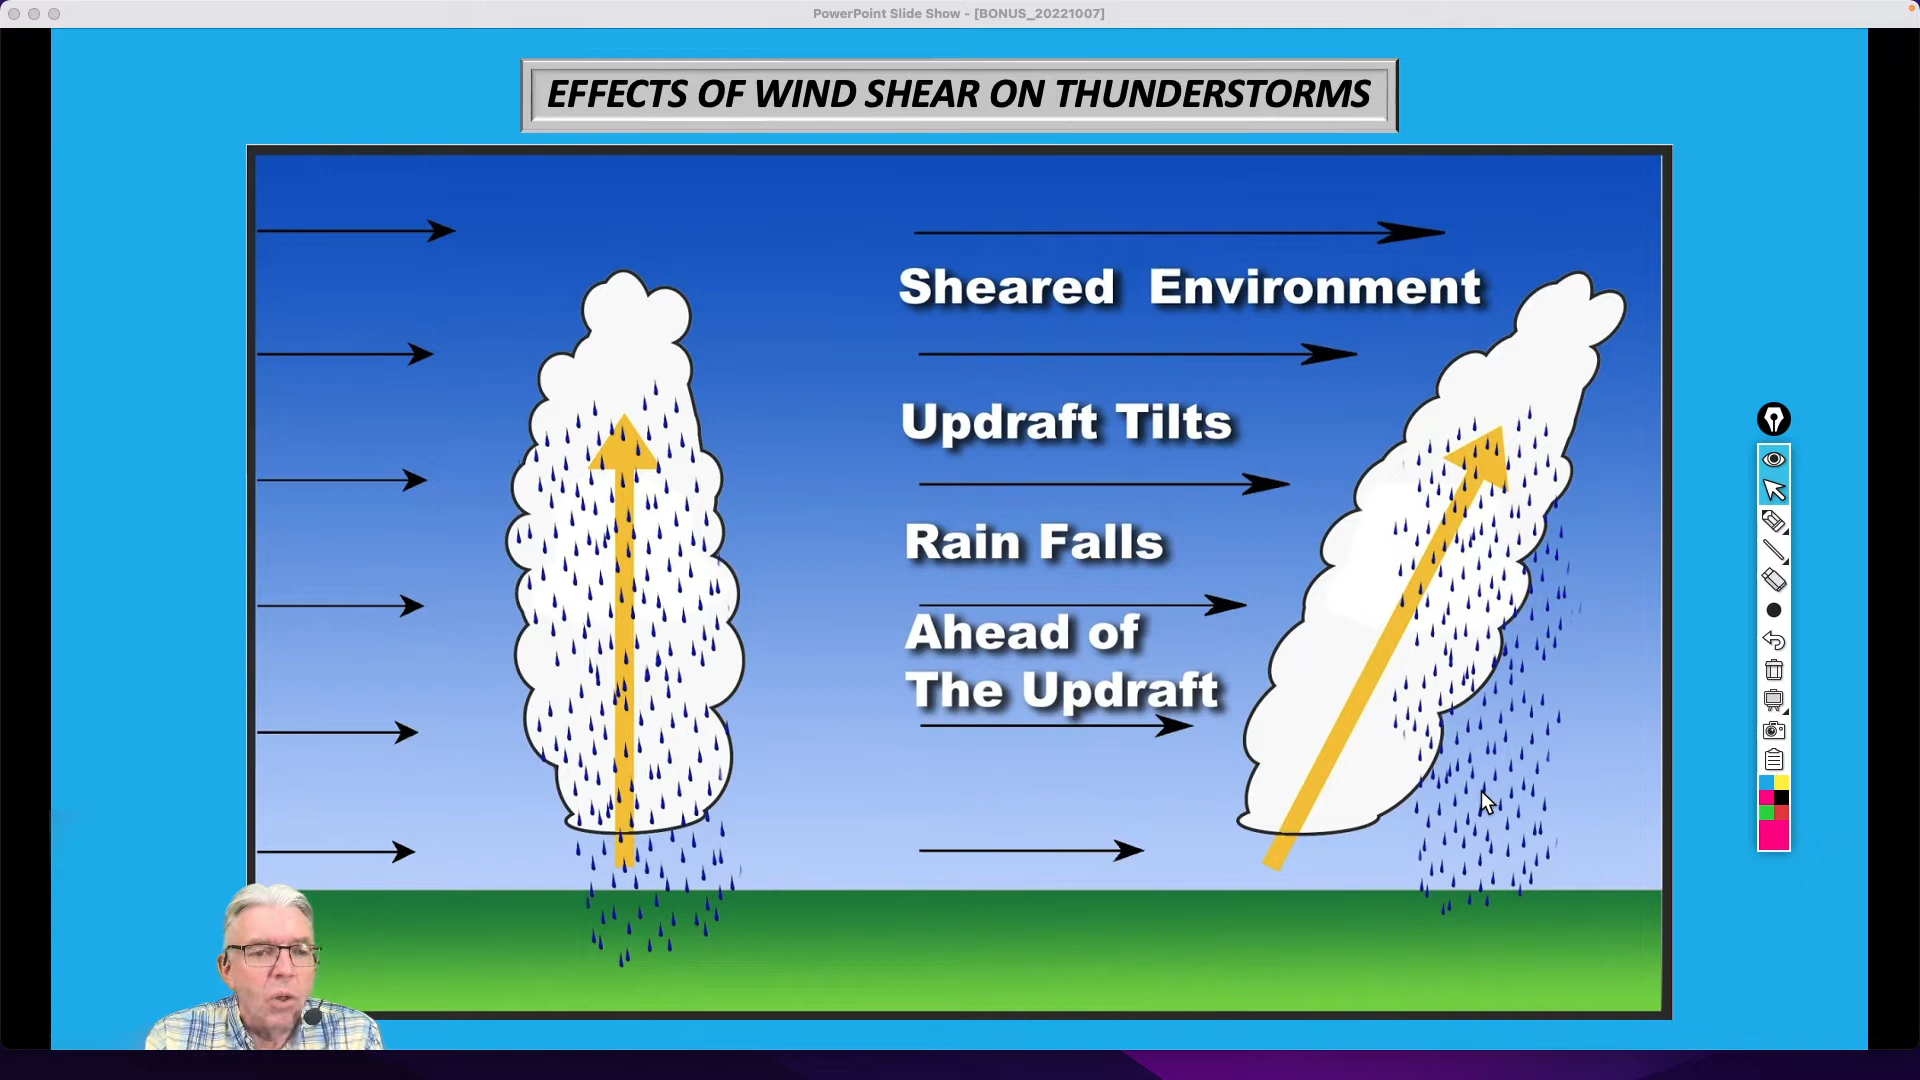 PowerPoint Slide Show - [BONUS_20221007]
EFFECTS OF WIND SHEAR ON THUNDERSTORMS
Sheared Environment
Updraft Tilts
Rain Falls
Ahead of
The Updraft